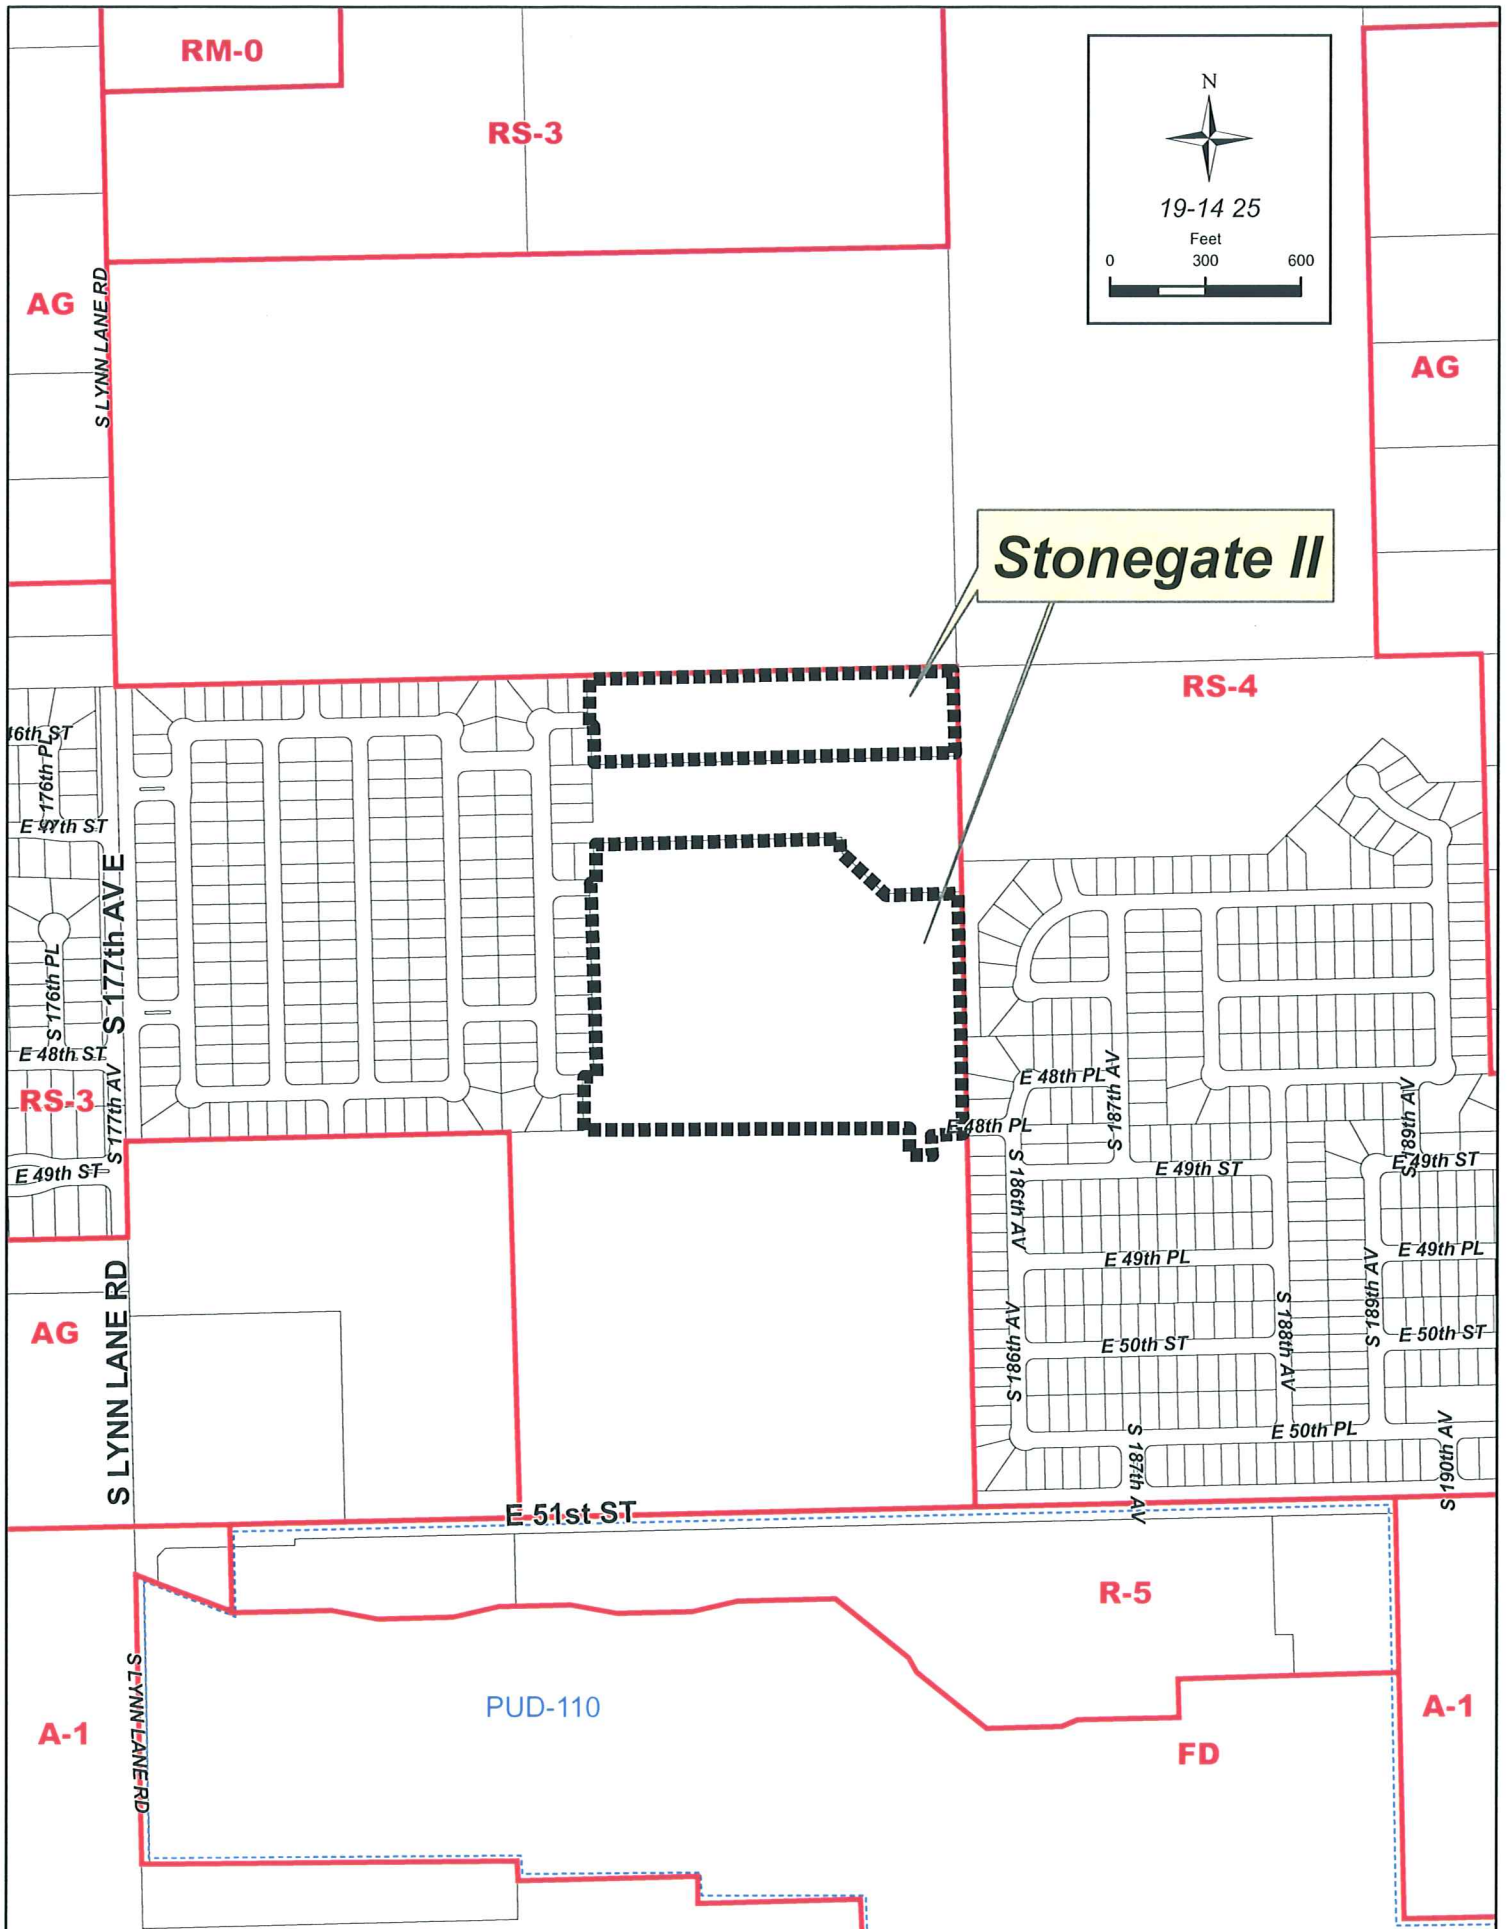 RM-0
RS-3
N
19-14 25
Feet
0 300 600
AG
S LYNN LANE RD
AG
Stonegate II
RS-4
S 176th PL
E 47th ST
S 177th AV E
S 176th PL
E 48th ST
RS-3
S 177th AV
E 49th ST
E 48th PL
S 187th AV
S 189th AV
E 48th PL
S 186th AV
E 49th ST
E 49th ST
E 49th PL
E 49th PL
S 189th AV
S 188th AV
S 186th AV
E 50th ST
E 50th ST
AG
S LYNN LANE RD
E 50th PL
S 187th AV
S 190th AV
E 51st ST
R-5
S LYNN LANE RD
PUD-110
A-1
A-1
FD